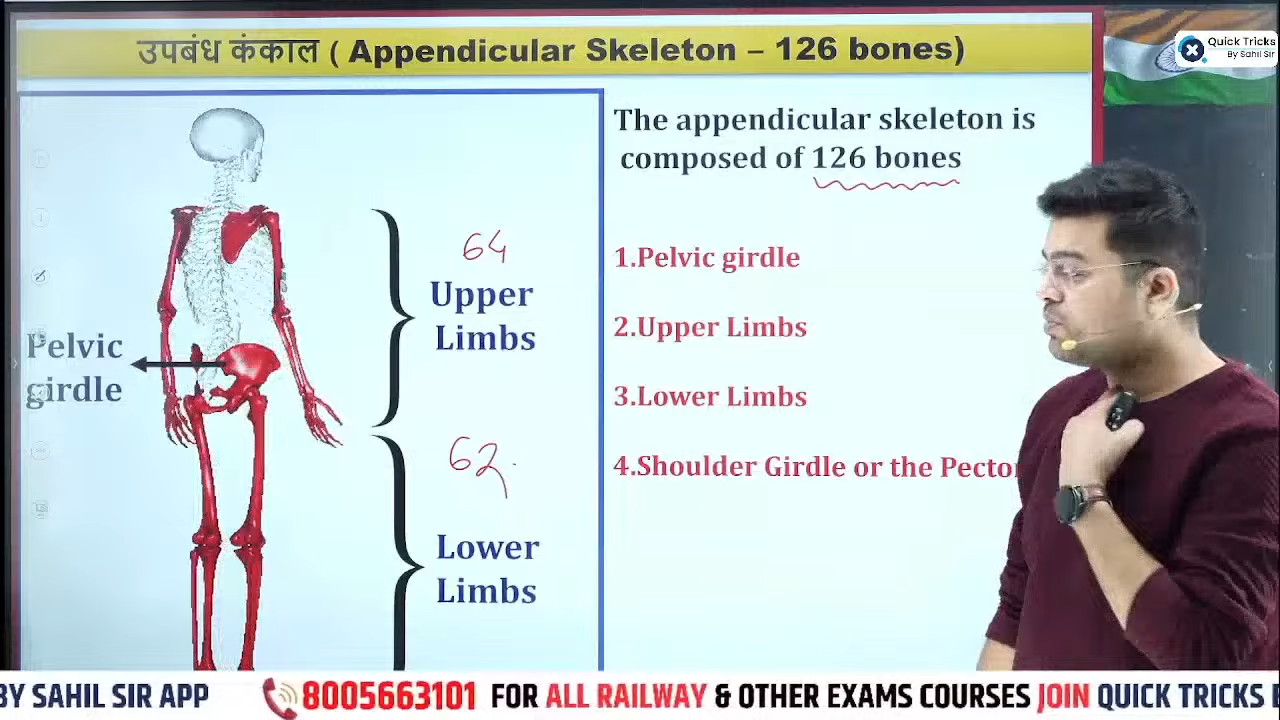 उपबंध कंकाल ( Appendicular Skeleton – 126 bones)
Quick Tricks
By Sahil Sir
The appendicular skeleton is
composed of 126 bones
64
Upper
Limbs
1.Pelvic girdle
2.Upper Limbs
Pelvic
girdle
3.Lower Limbs
62
4.Shoulder Girdle or the
Lower
Limbs
BY SAHIL SIR APP 8005663101 FOR ALL RAILWAY & OTHER EXAMS COURSES JOIN QUICK TRICKS